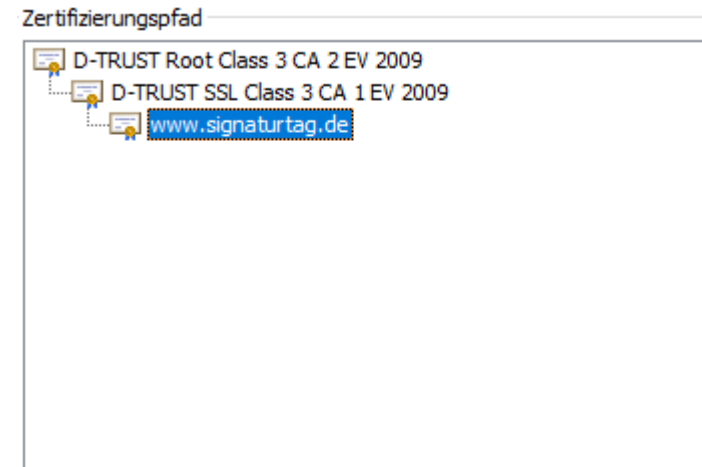 Zertifizierungspfad
D-TRUST Root Class 3 CA 2 EV 2009
D-TRUST SSL Class 3 CA 1 EV 2009
www.signaturtag.de